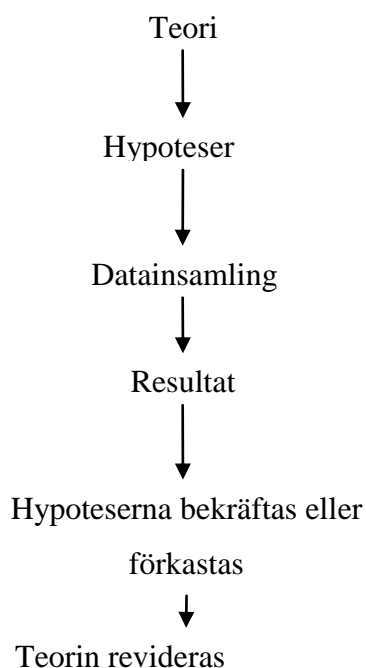 Teori
Hypoteser
Datainsamling
Resultat
Hypoteserna bekräftas eller
förkastas
Teorin revideras